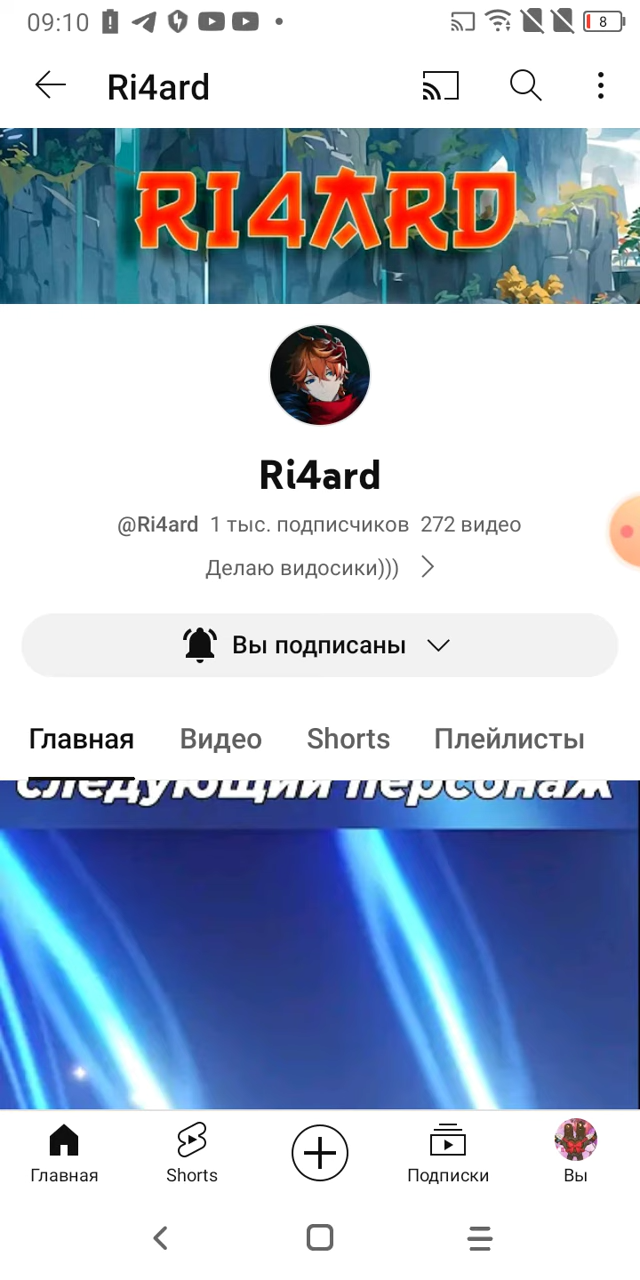 09:10
8
Ri4ard
RI4ARD
Ri4ard
@Ri4ard 1 тыс. подписчиков 272 видео
Делаю видосики)))
Вы подписаны
Главная Видео Shorts Плейлисты
следующий персонаж
Главная Shorts Подписки Вы